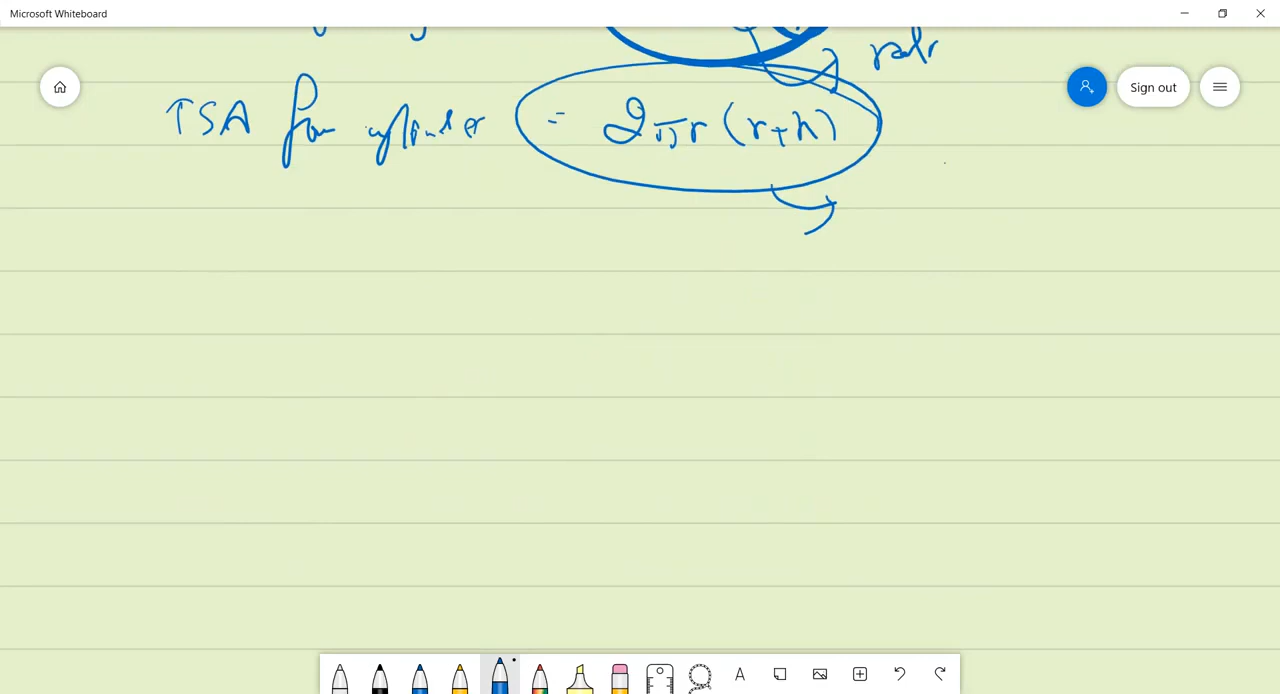 Microsoft Whiteboard
Sign out
TSA for cylinder = 2πr (r+h)